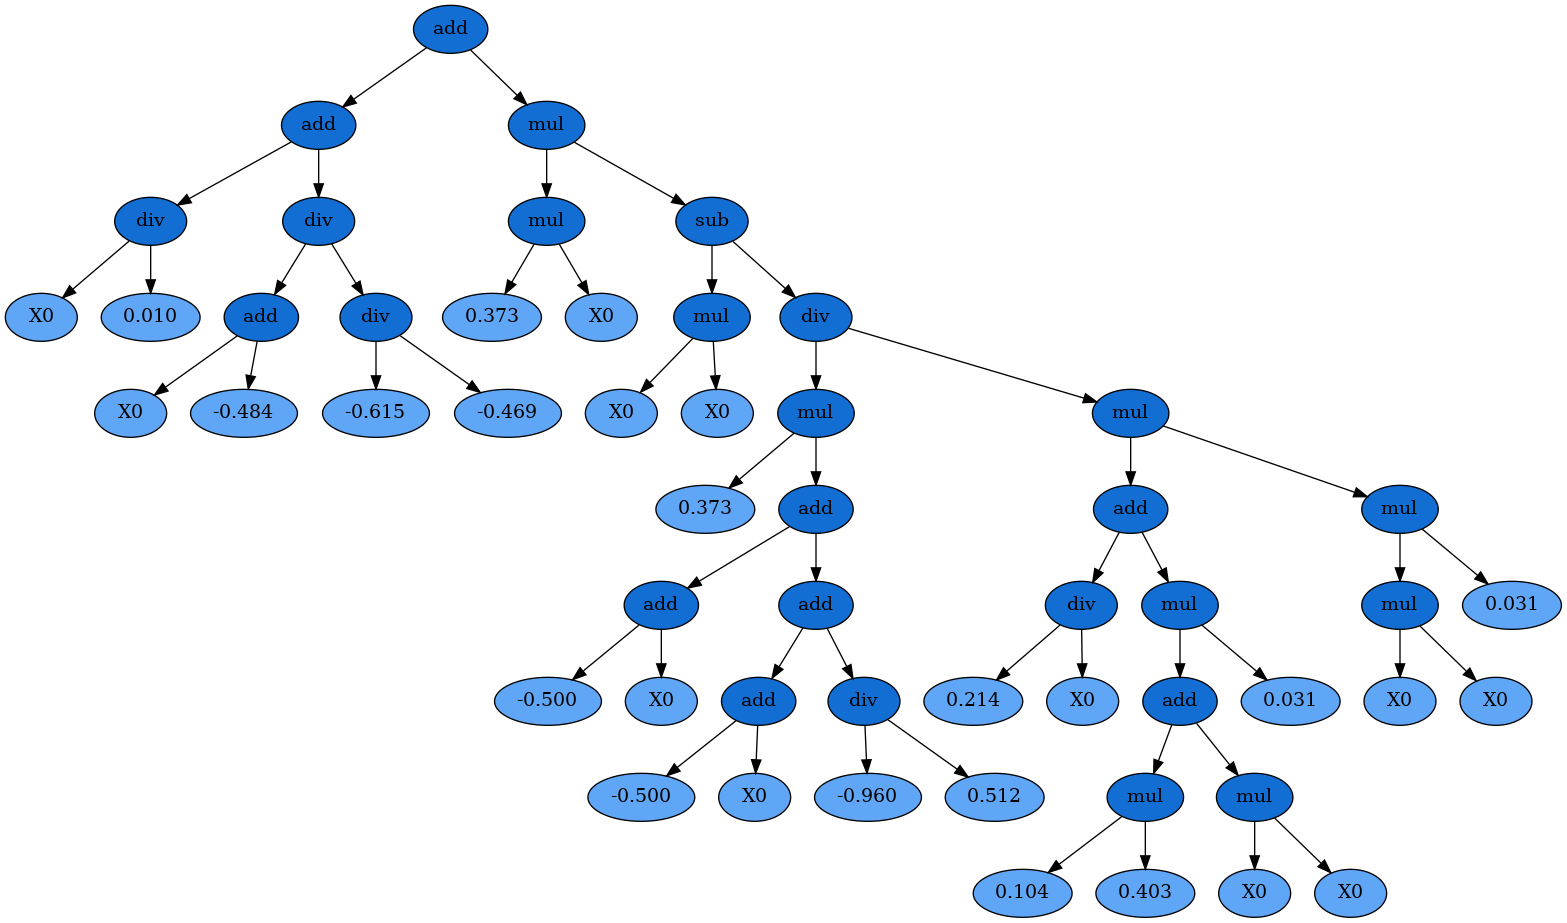 add
add mul
div div mul sub
X0 0.010 add div 0.373 X0 mul div
X0 -0.484 -0.615 -0.469 X0 X0 mul mul
0.373 add add mul
add add div mul mul 0.031
-0.500 X0 add div 0.214 X0 add 0.031 X0 X0
-0.500 X0 -0.960 0.512 mul mul
0.104 0.403 X0 X0